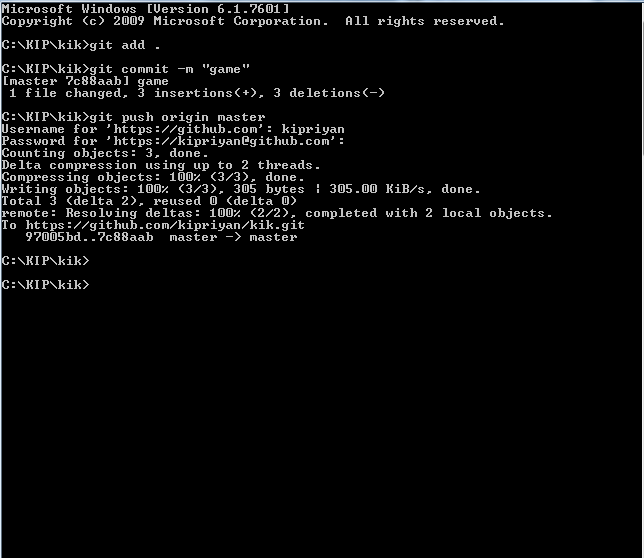 Microsoft Windows [Version 6.1.7601]
Copyright (c) 2009 Microsoft Corporation.  All rights reserved.
C:\KIP\kik>git add .
C:\KIP\kik>git commit -m "game"
[master 7c88aab] game
 1 file changed, 3 insertions(+), 3 deletions(-)
C:\KIP\kik>git push origin master
Username for 'https://github.com': kipriyan
Password for 'https://kipriyan@github.com':
Counting objects: 3, done.
Delta compression using up to 2 threads.
Compressing objects: 100% (3/3), done.
Writing objects: 100% (3/3), 305 bytes ¦ 305.00 KiB/s, done.
Total 3 (delta 2), reused 0 (delta 0)
remote: Resolving deltas: 100% (2/2), completed with 2 local objects.
To https://github.com/kipriyan/kik.git
   97005bd..7c88aab  master -> master
C:\KIP\kik>
C:\KIP\kik>